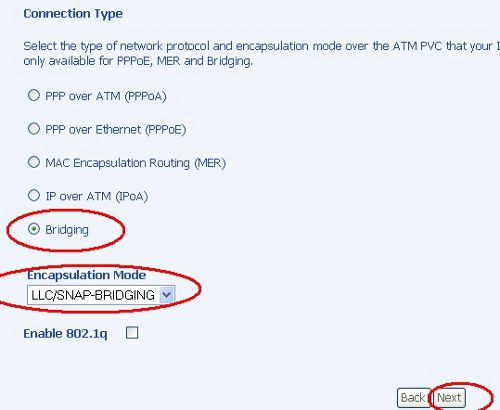 Connection Type
Select the type of network protocol and encapsulation mode over the ATM PVC that your
only available for PPPoE, MER and Bridging.
PPP over ATM (PPPoA)
PPP over Ethernet (PPPoE)
MAC Encapsulation Routing (MER)
IP over ATM (IPoA)
Bridging
Encapsulation Mode
LLC/SNAP-BRIDGING
Enable 802.1q
Back Next